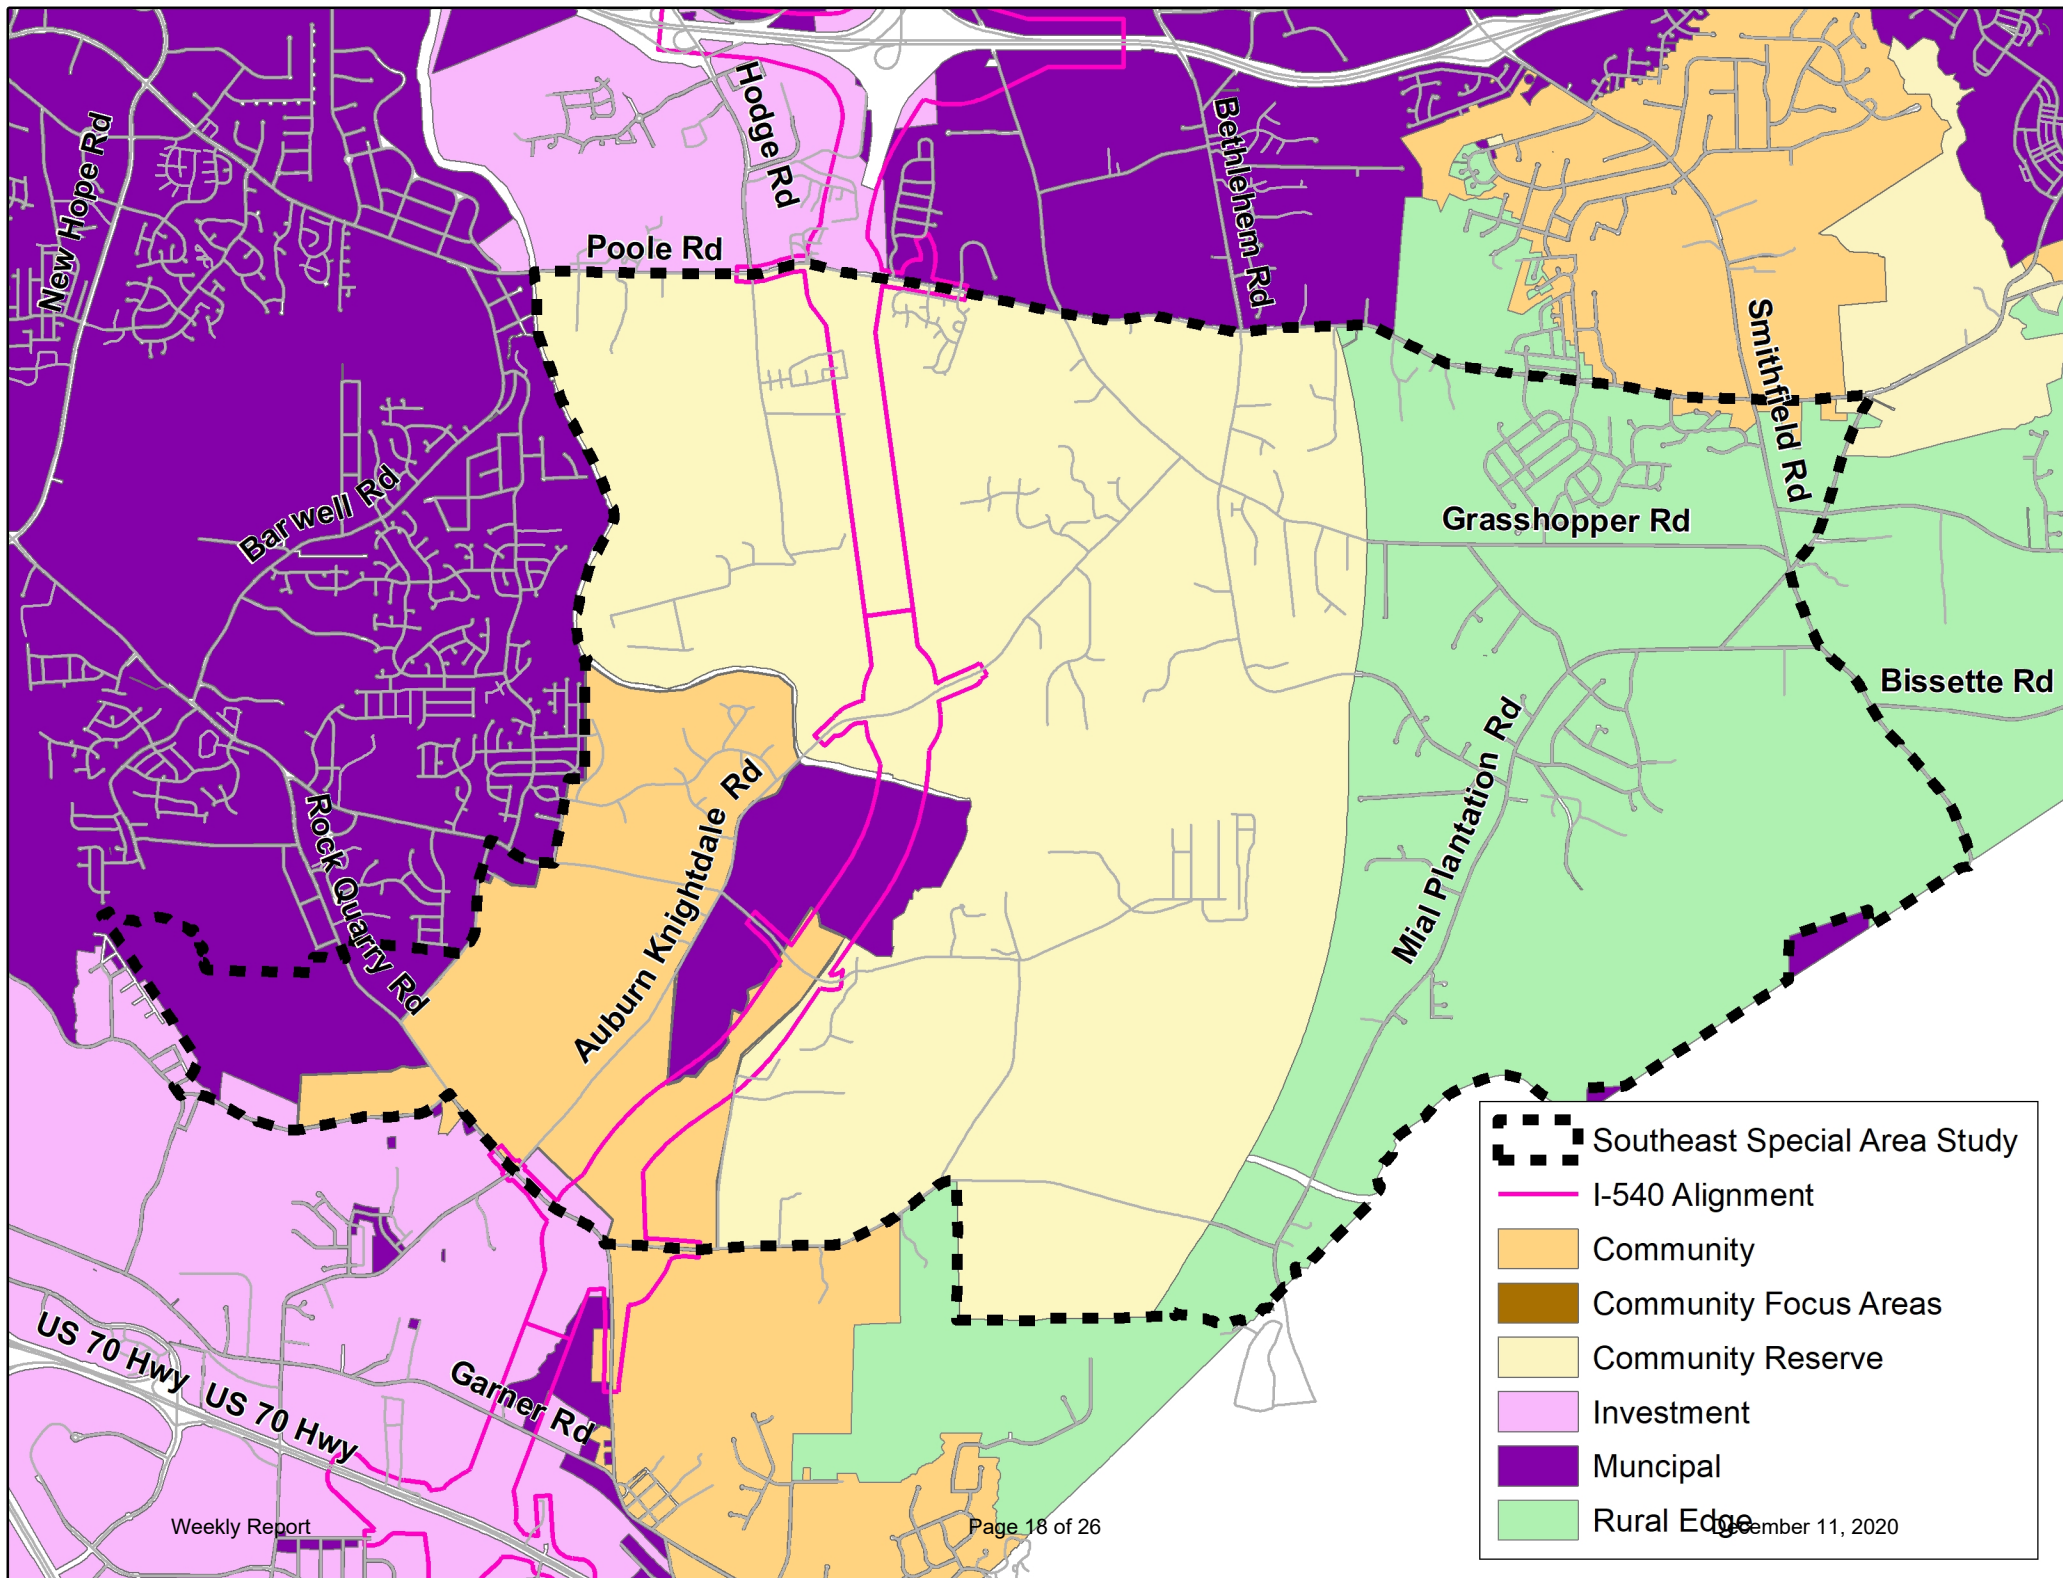 Hodge Rd
New Hope Rd
Bethlehem Rd
Poole Rd
Smithfield Rd
Barwell Rd
Grasshopper Rd
Bissette Rd
Mial Plantation Rd
Rock Quarry Rd
Auburn Knightdale Rd
US 70 Hwy
US 70 Hwy
Garner Rd
Southeast Special Area Study
I-540 Alignment
Community
Community Focus Areas
Community Reserve
Investment
Muncipal
Rural Edge
Weekly Report
Page 18 of 26
December 11, 2020